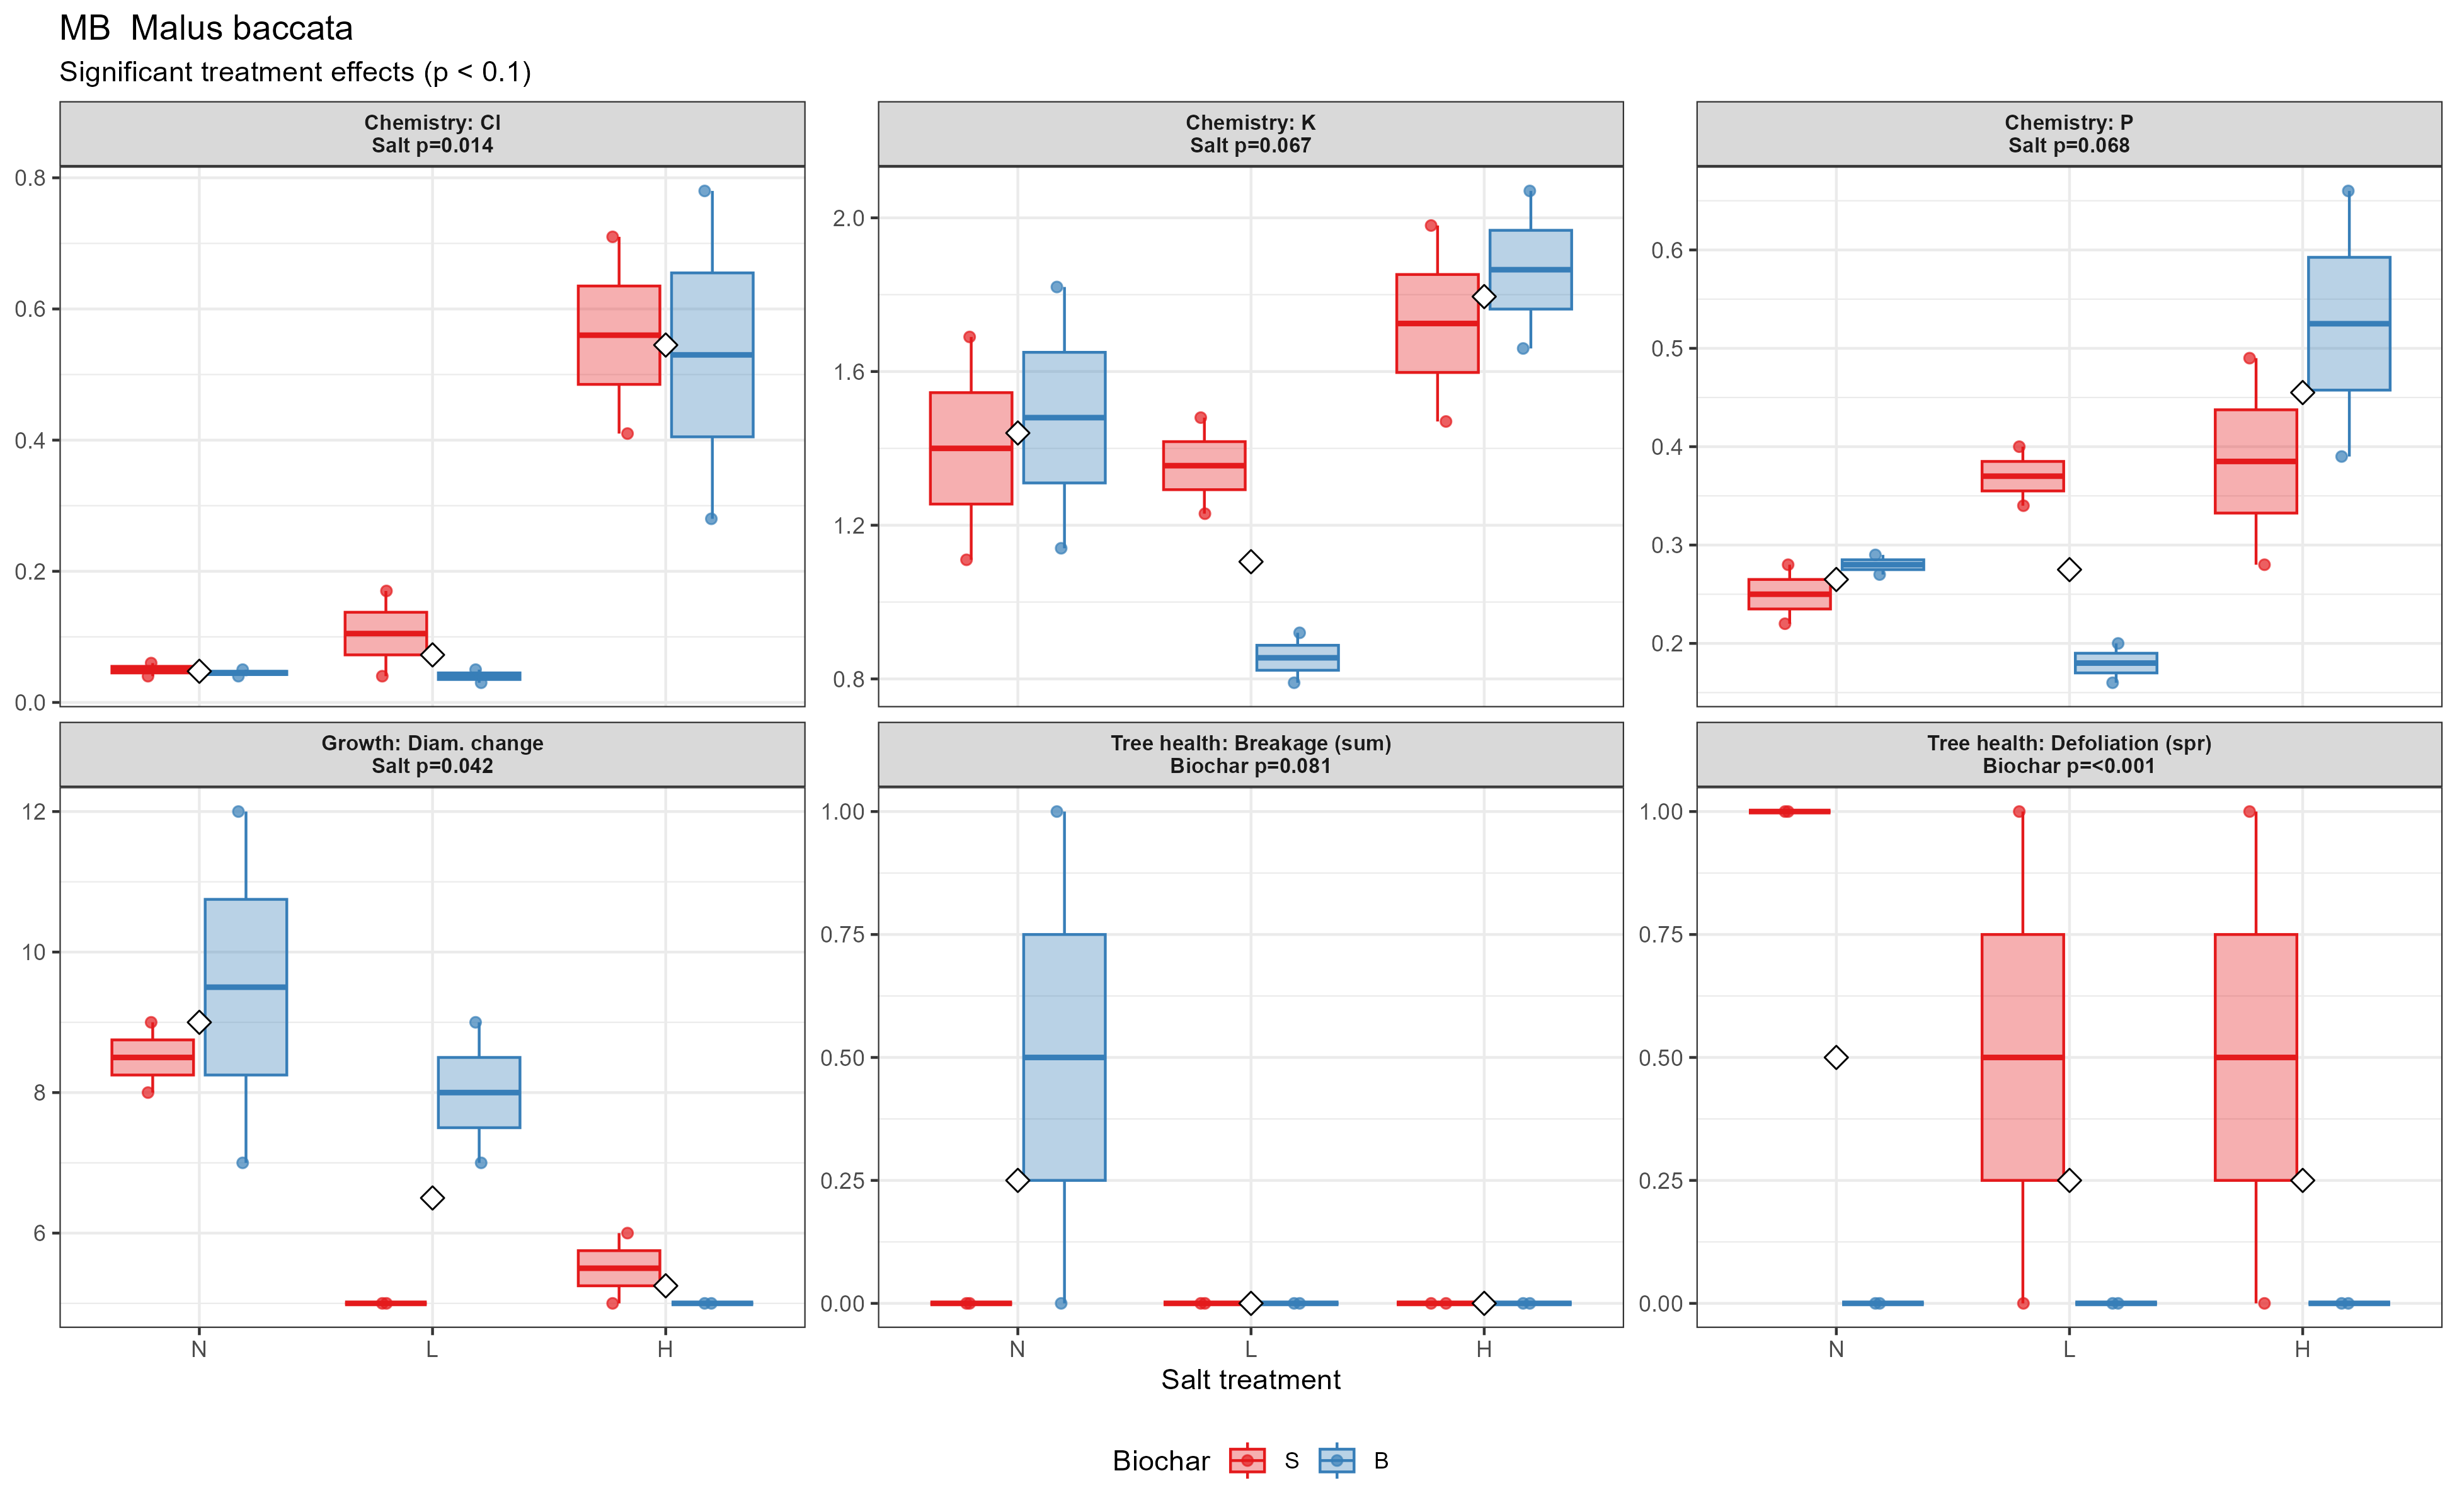 MB  Malus baccata
Significant treatment effects (p < 0.1)
Chemistry: Cl
Salt p=0.014
Chemistry: K
Salt p=0.067
Chemistry: P
Salt p=0.068
0.8
0.6
0.4
0.2
0.0
2.0
1.6
1.2
0.8
0.6
0.5
0.4
0.3
0.2
Growth: Diam. change
Salt p=0.042
Tree health: Breakage (sum)
Biochar p=0.081
Tree health: Defoliation (spr)
Biochar p=<0.001
12
10
8
6
1.00
0.75
0.50
0.25
0.00
1.00
0.75
0.50
0.25
0.00
N L H
N L H
N L H
Salt treatment
Biochar S B